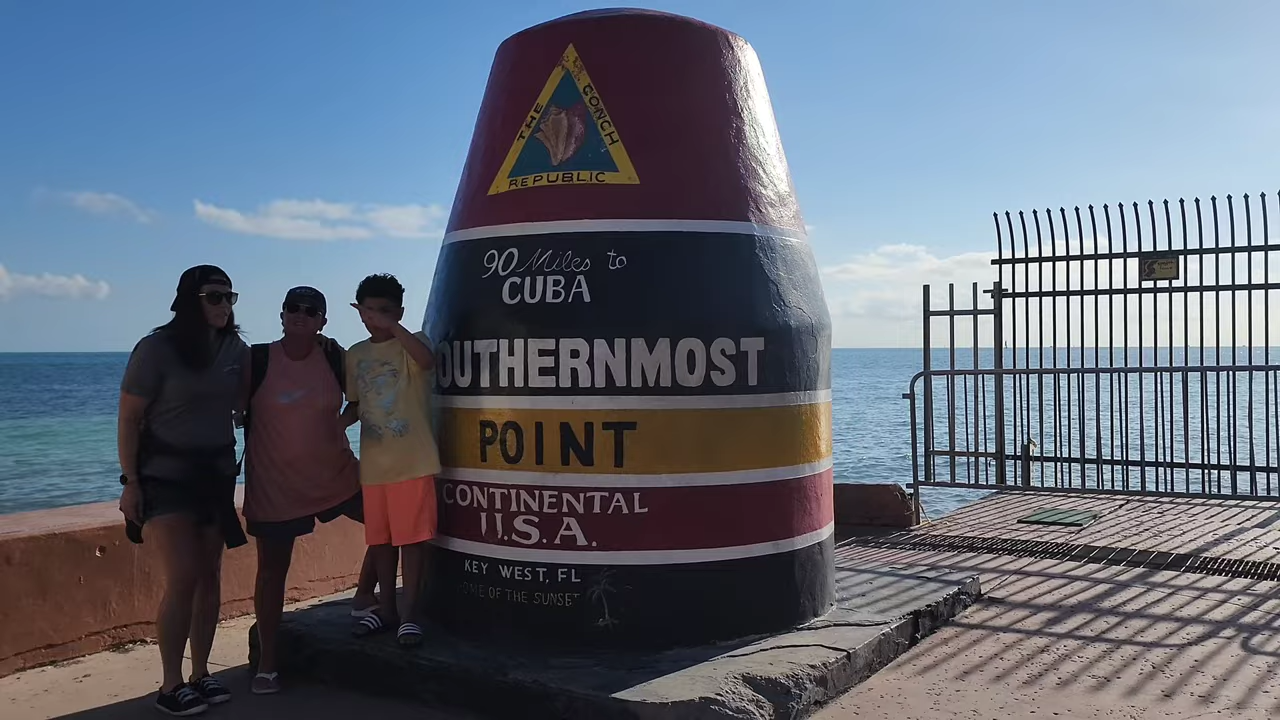 THE CONCH
REPUBLIC
90 Miles to
CUBA
OUTHERNMOST
POINT
CONTINENTAL
U.S.A.
KEY WEST, FL
OME OF THE SUNSET